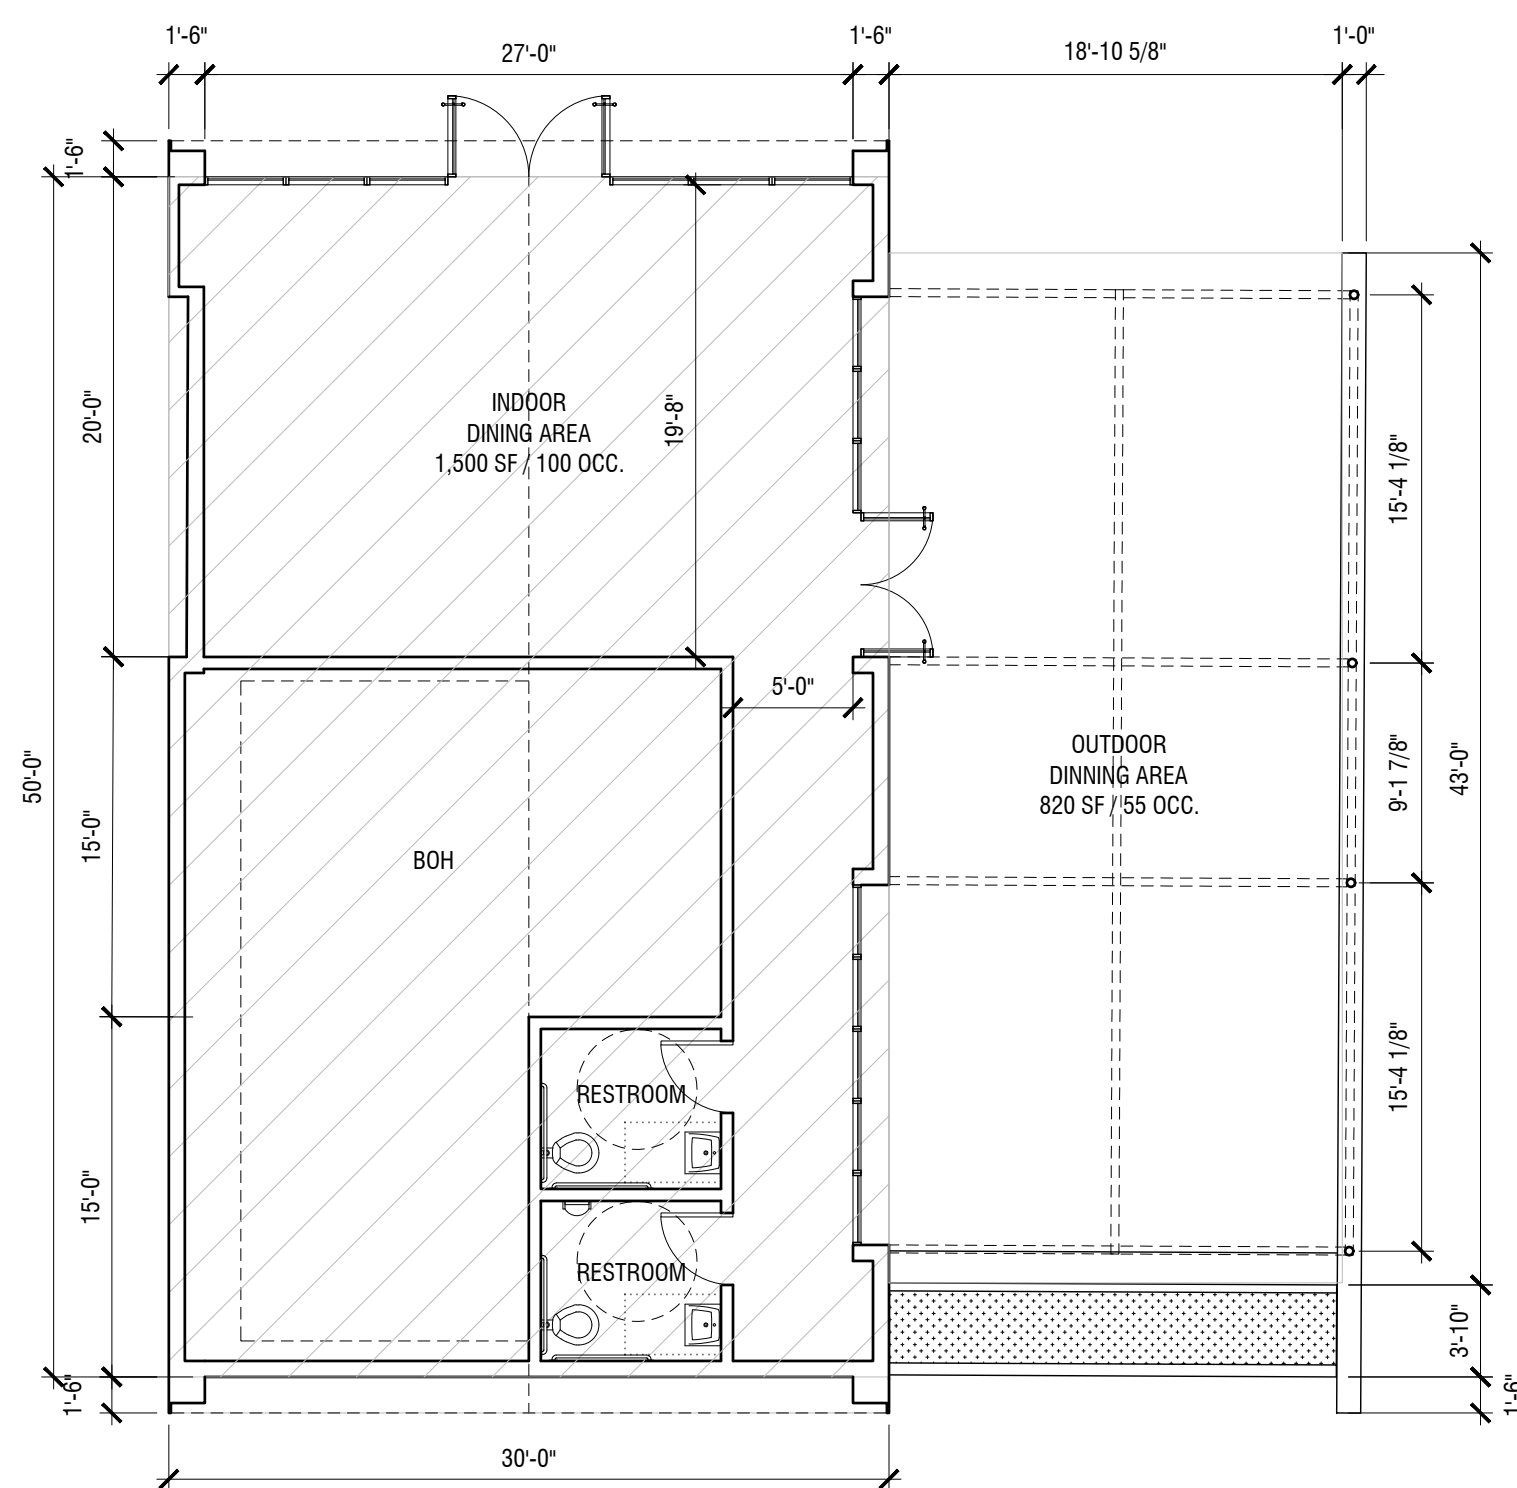 1'-6"
27'-0"
1'-6"
18'-10 5/8"
1'-0"
1'-6"
20'-0"
INDOOR
DINING AREA
1,500 SF / 100 OCC.
19'-8"
15'-4 1/8"
5'-0"
50'-0"
15'-0"
BOH
OUTDOOR
DINNING AREA
820 SF / 55 OCC.
9'-1 7/8"
43'-0"
15'-4 1/8"
RESTROOM
15'-0"
RESTROOM
3'-10"
1'-6"
1'-6"
30'-0"